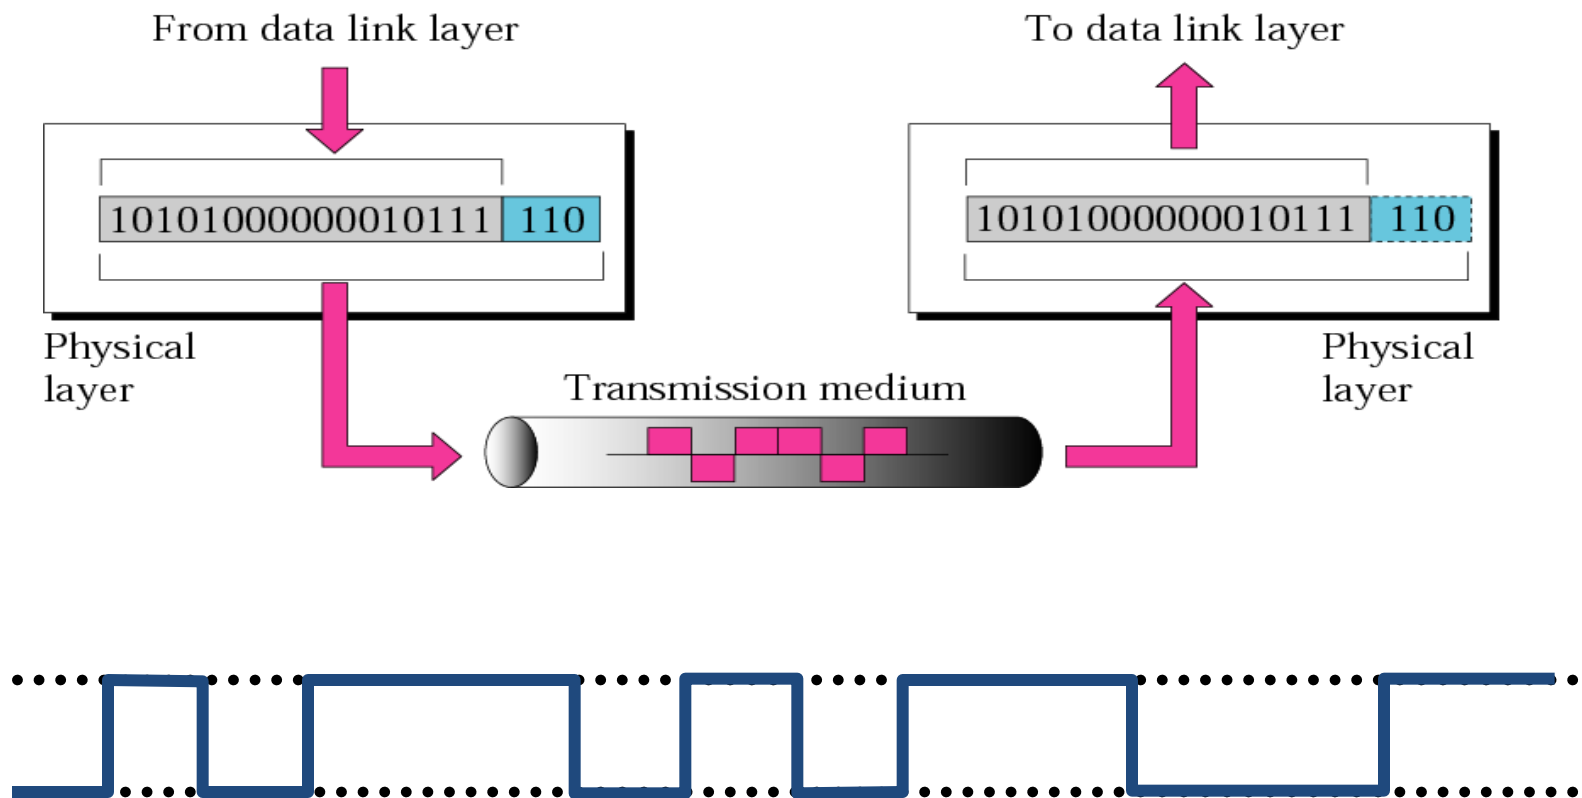 From data link layer
To data link layer
10101000000010111 110
10101000000010111 110
Physical
layer
Physical
layer
Transmission medium